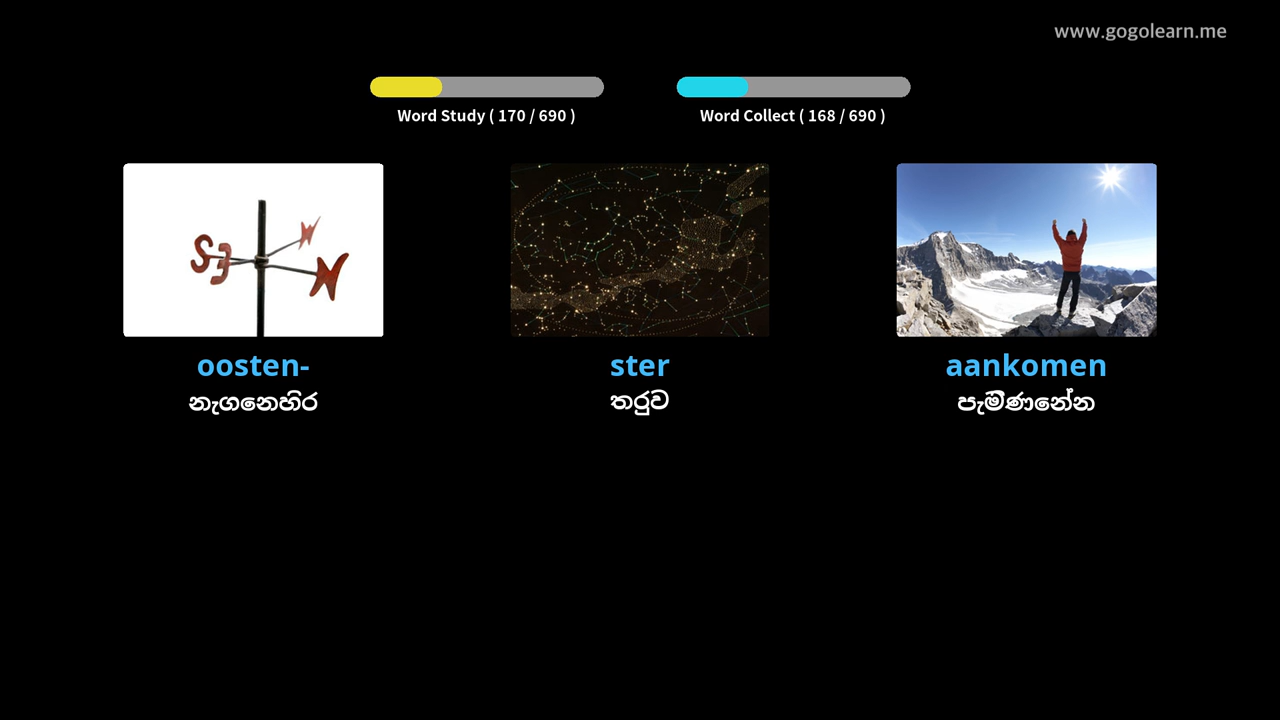 www.gogolearn.me
Word Study ( 170 / 690 )
Word Collect ( 168 / 690 )
S E N W
oosten-
නැගෙනහිර
ster
තරුව
aankomen
පැමිණෙන්න